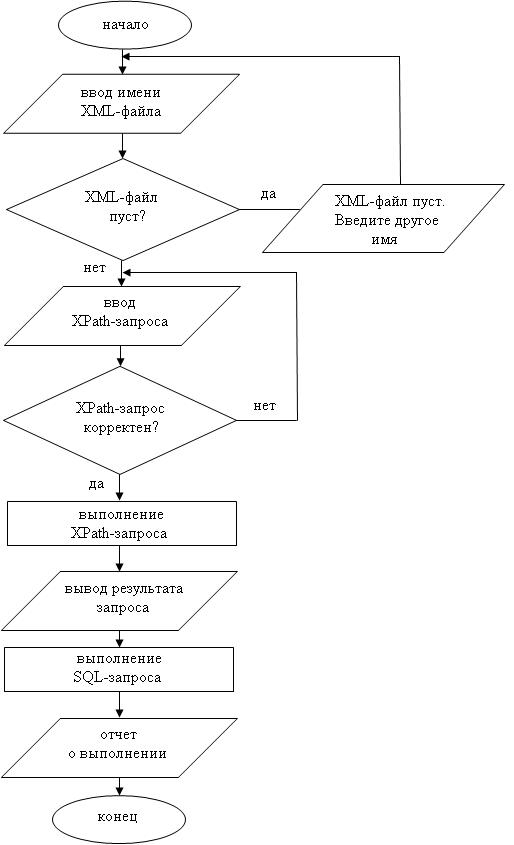 начало
ввод имени
XML-файла
XML-файл
пуст?
да
XML-файл пуст.
Введите другое
имя
нет
ввод
XPath-запроса
XPath-запрос
корректен?
нет
да
выполнение
XPath-запроса
вывод результата
запроса
выполнение
SQL-запроса
отчет
о выполнении
конец